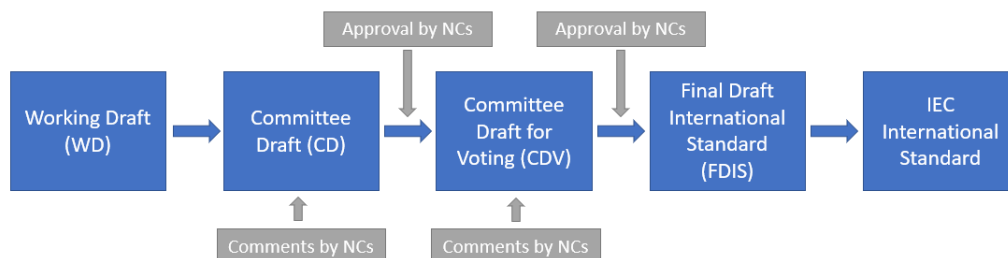 Approval by NCs
Approval by NCs
Working Draft
(WD)
Committee
Draft (CD)
Committee
Draft for
Voting (CDV)
Final Draft
International
Standard
(FDIS)
IEC
International
Standard
Comments by NCs
Comments by NCs